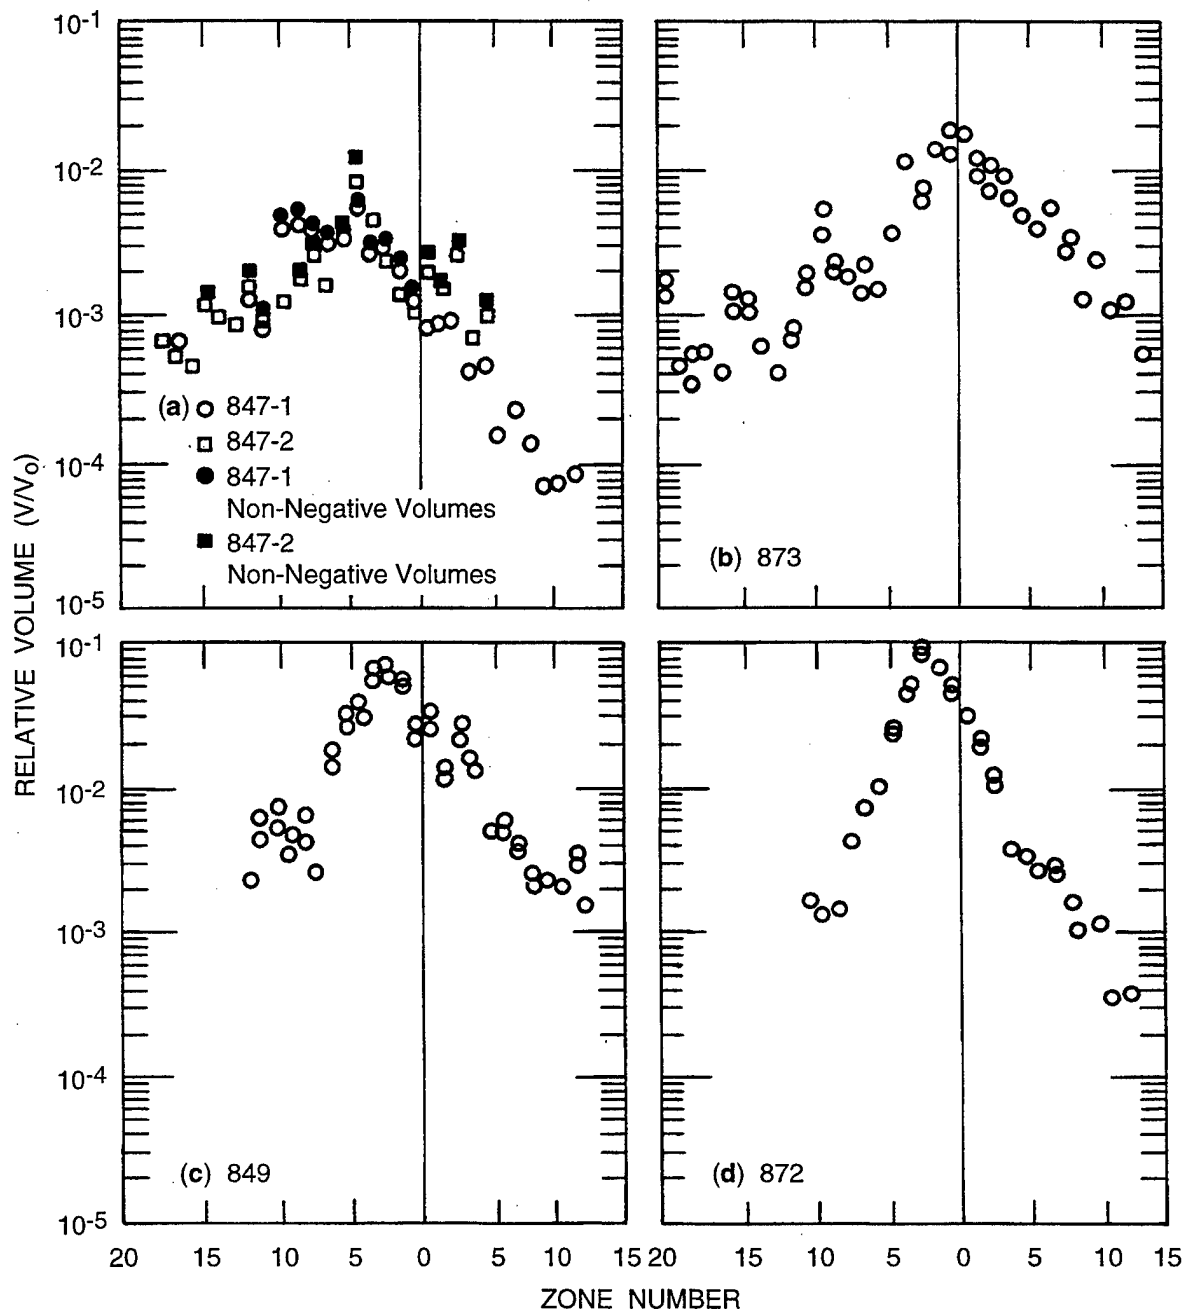 10-1
10-2
10-3
10-4
10-5
(a) 847-1
847-2
847-1
Non-Negative Volumes
847-2
Non-Negative Volumes
(b) 873
RELATIVE VOLUME (V/V0)
10-1
10-2
10-3
10-4
10-5
(c) 849
(d) 872
20 15 10 5 0 5 10 15 20 15 10 5 0 5 10 15
ZONE NUMBER